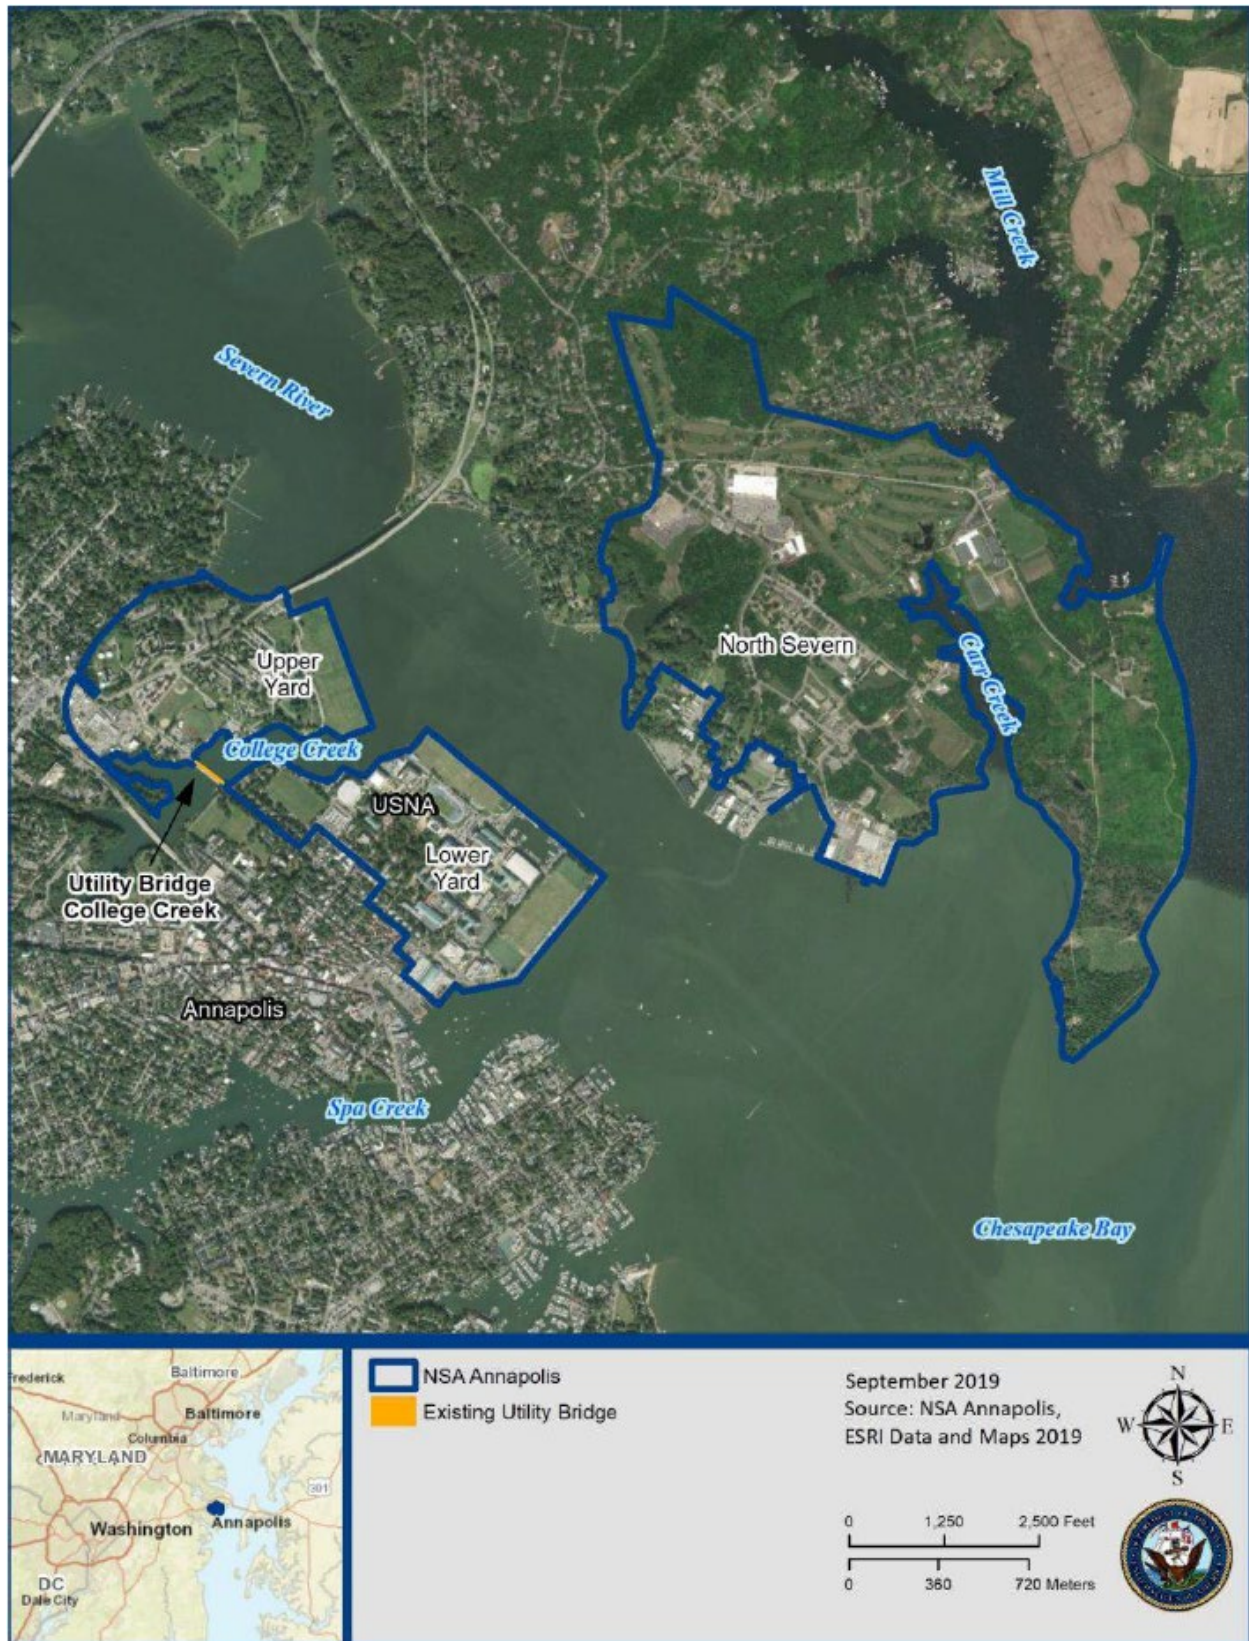 Mill Creek
Severn River
North Severn
Carr Creek
Upper
Yard
College Creek
USNA
Lower
Yard
Utility Bridge
College Creek
Annapolis
Spa Creek
Chesapeake Bay
Frederick
Baltimore
Maryland
Baltimore
Columbia
MARYLAND
301
Washington
Annapolis
DC
Dale City
NSA Annapolis
Existing Utility Bridge
September 2019
Source: NSA Annapolis,
ESRI Data and Maps 2019
N
W
E
S
0 1,250 2,500 Feet
0 360 720 Meters